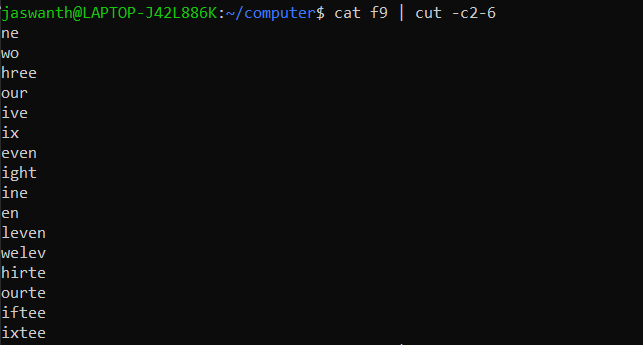 jaswanth@LAPTOP-J42L886K:~/computer$ cat f9 | cut -c2-6
ne
wo
hree
our
ive
ix
even
ight
ine
en
leven
welev
hirte
ourte
iftee
ixtee